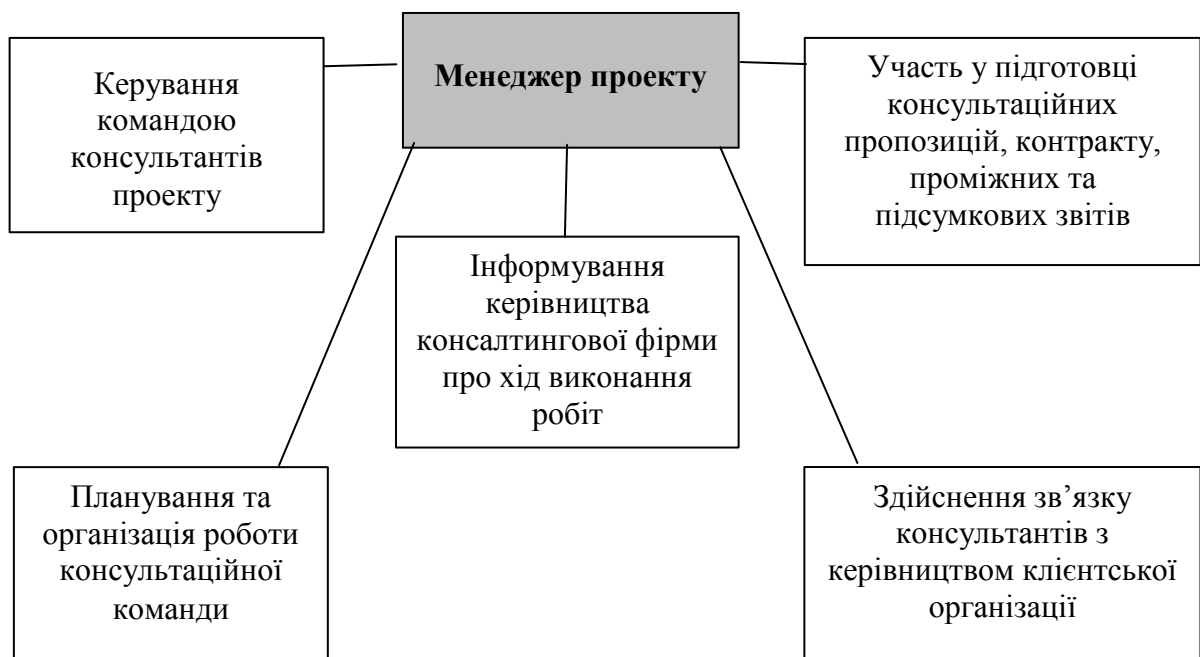 Менеджер проекту
Керування
командою
консультантів
проекту
Участь у підготовці
консультаційних
пропозицій, контракту,
проміжних та
підсумкових звітів
Інформування
керівництва
консалтингової фірми
про хід виконання
робіт
Планування та
організація роботи
консультаційної
команди
Здійснення зв’язку
консультантів з
керівництвом клієнтської
організації